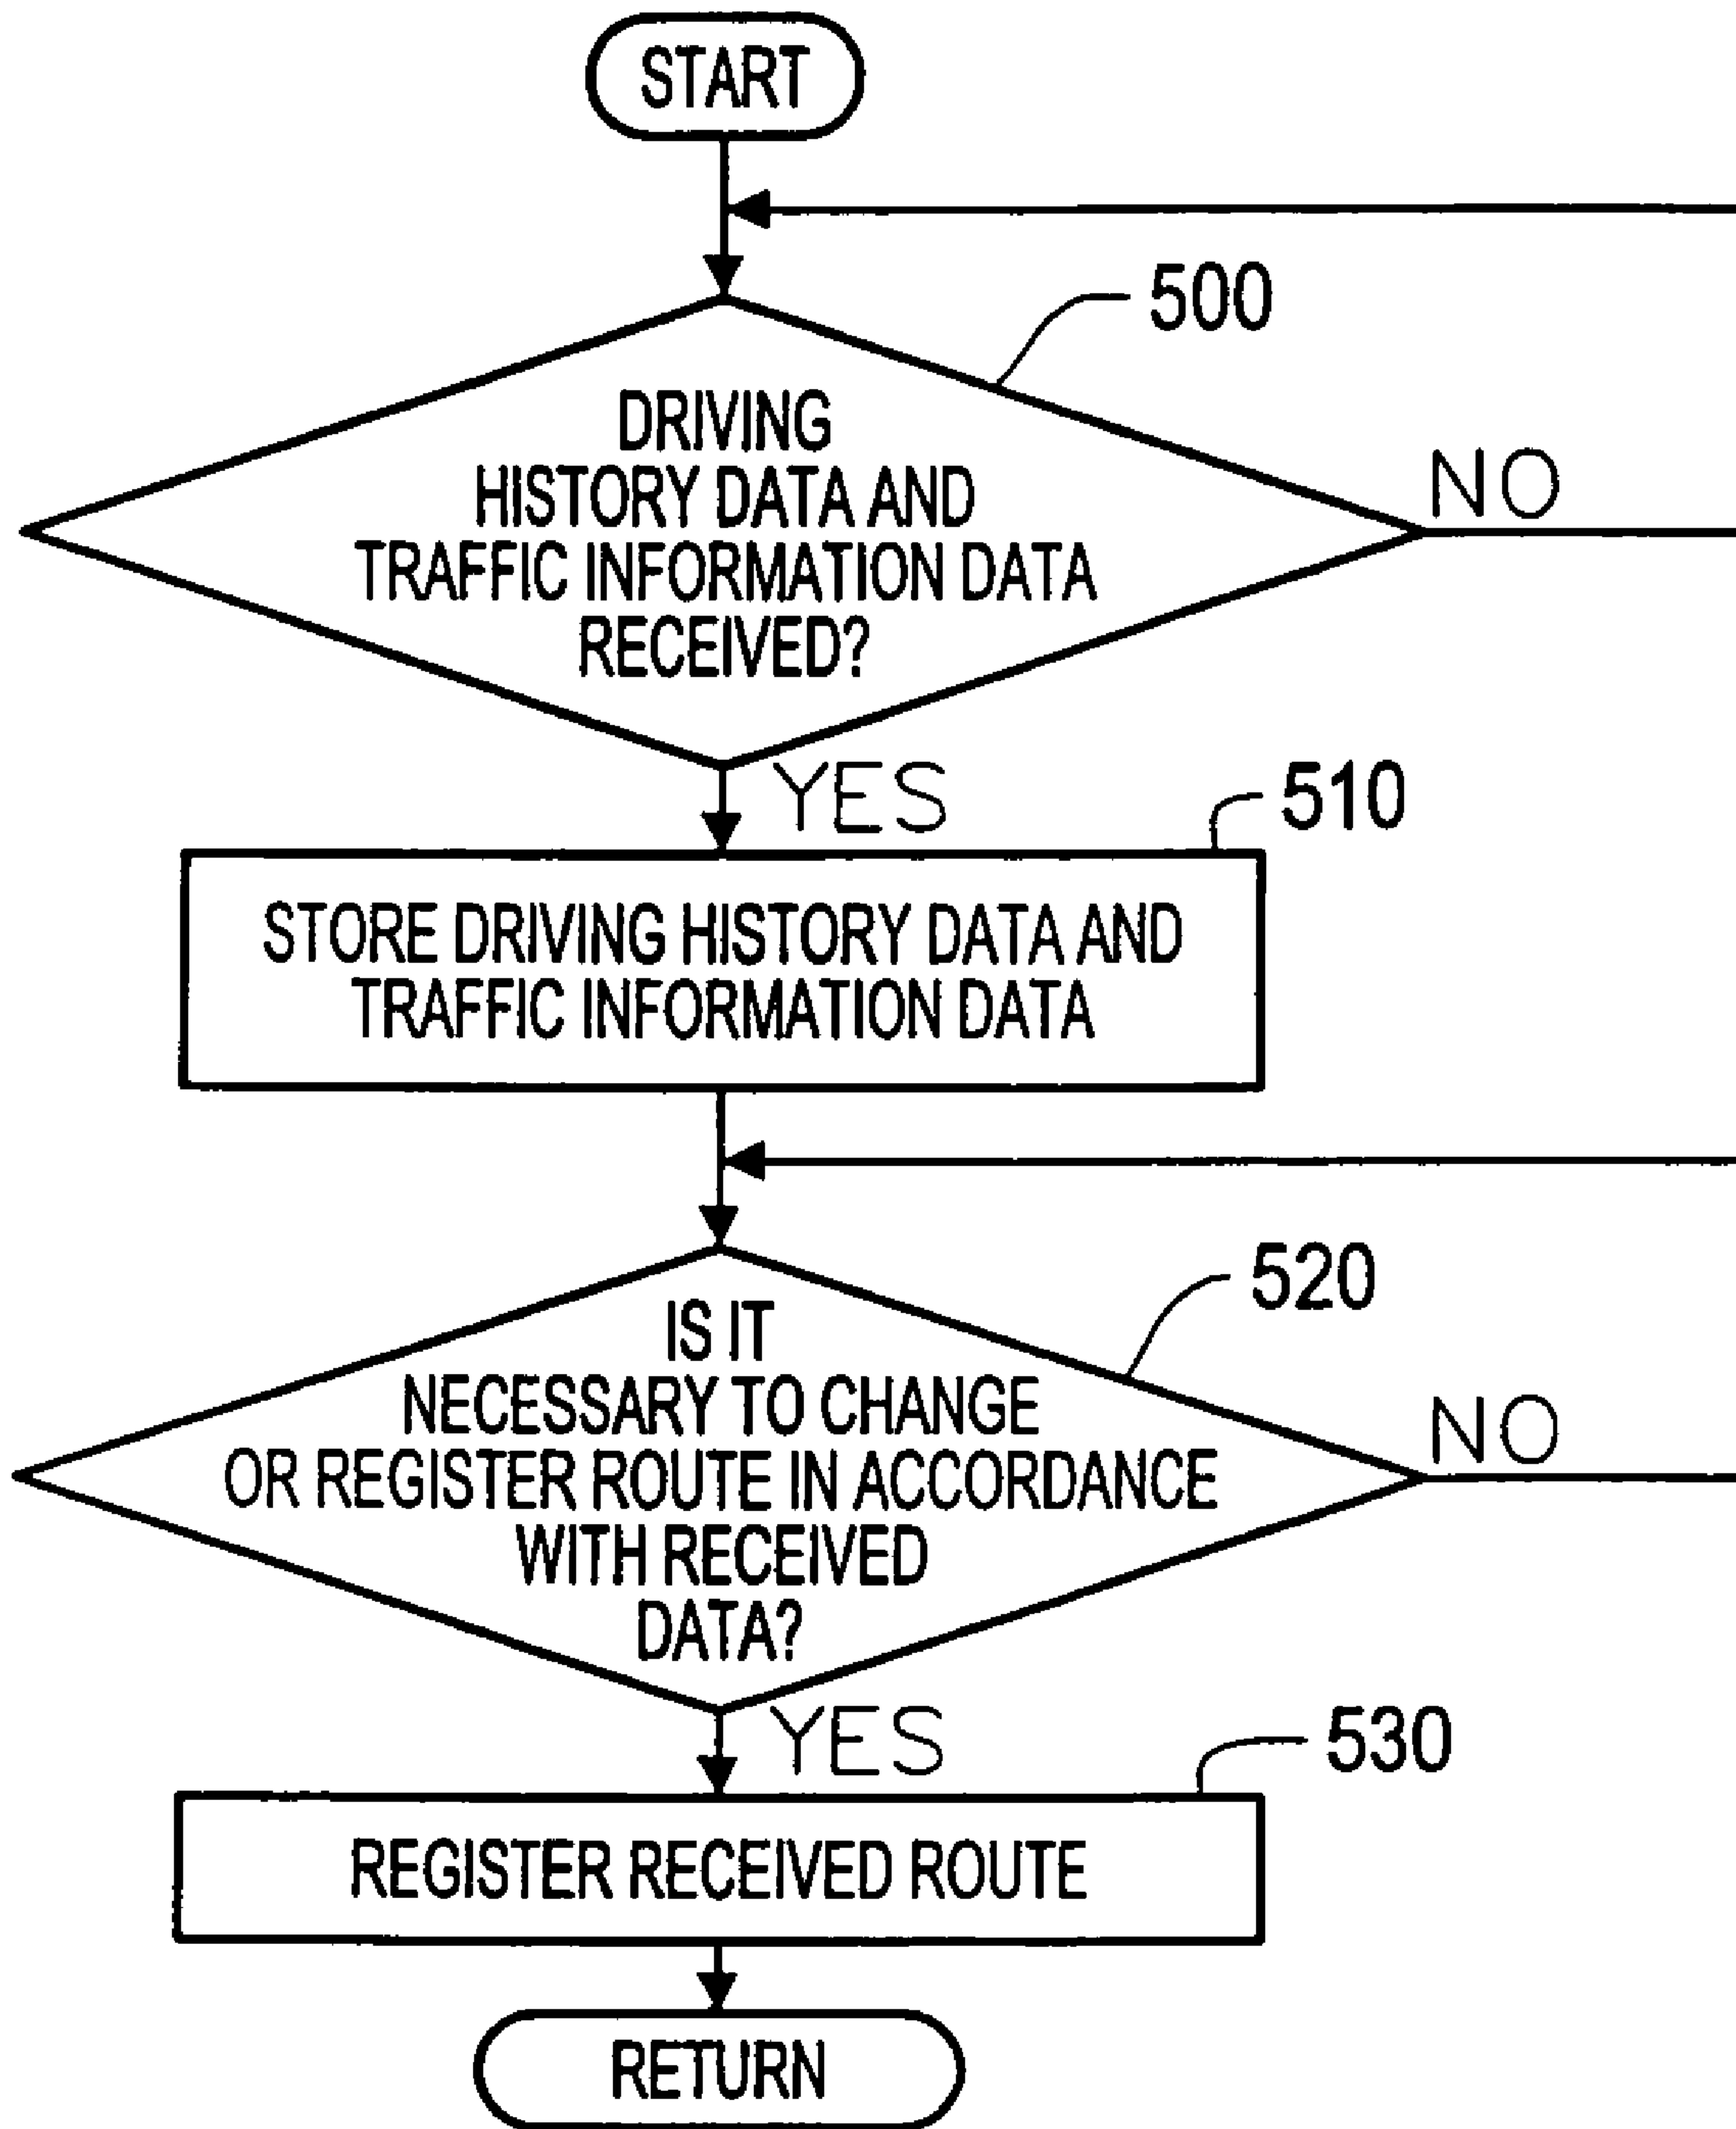 START
500
DRIVING
HISTORY DATA AND
TRAFFIC INFORMATION DATA
RECEIVED?
NO
YES
510
STORE DRIVING HISTORY DATA AND
TRAFFIC INFORMATION DATA
520
IS IT
NECESSARY TO CHANGE
OR REGISTER ROUTE IN ACCORDANCE
WITH RECEIVED
DATA?
NO
YES
530
REGISTER RECEIVED ROUTE
RETURN